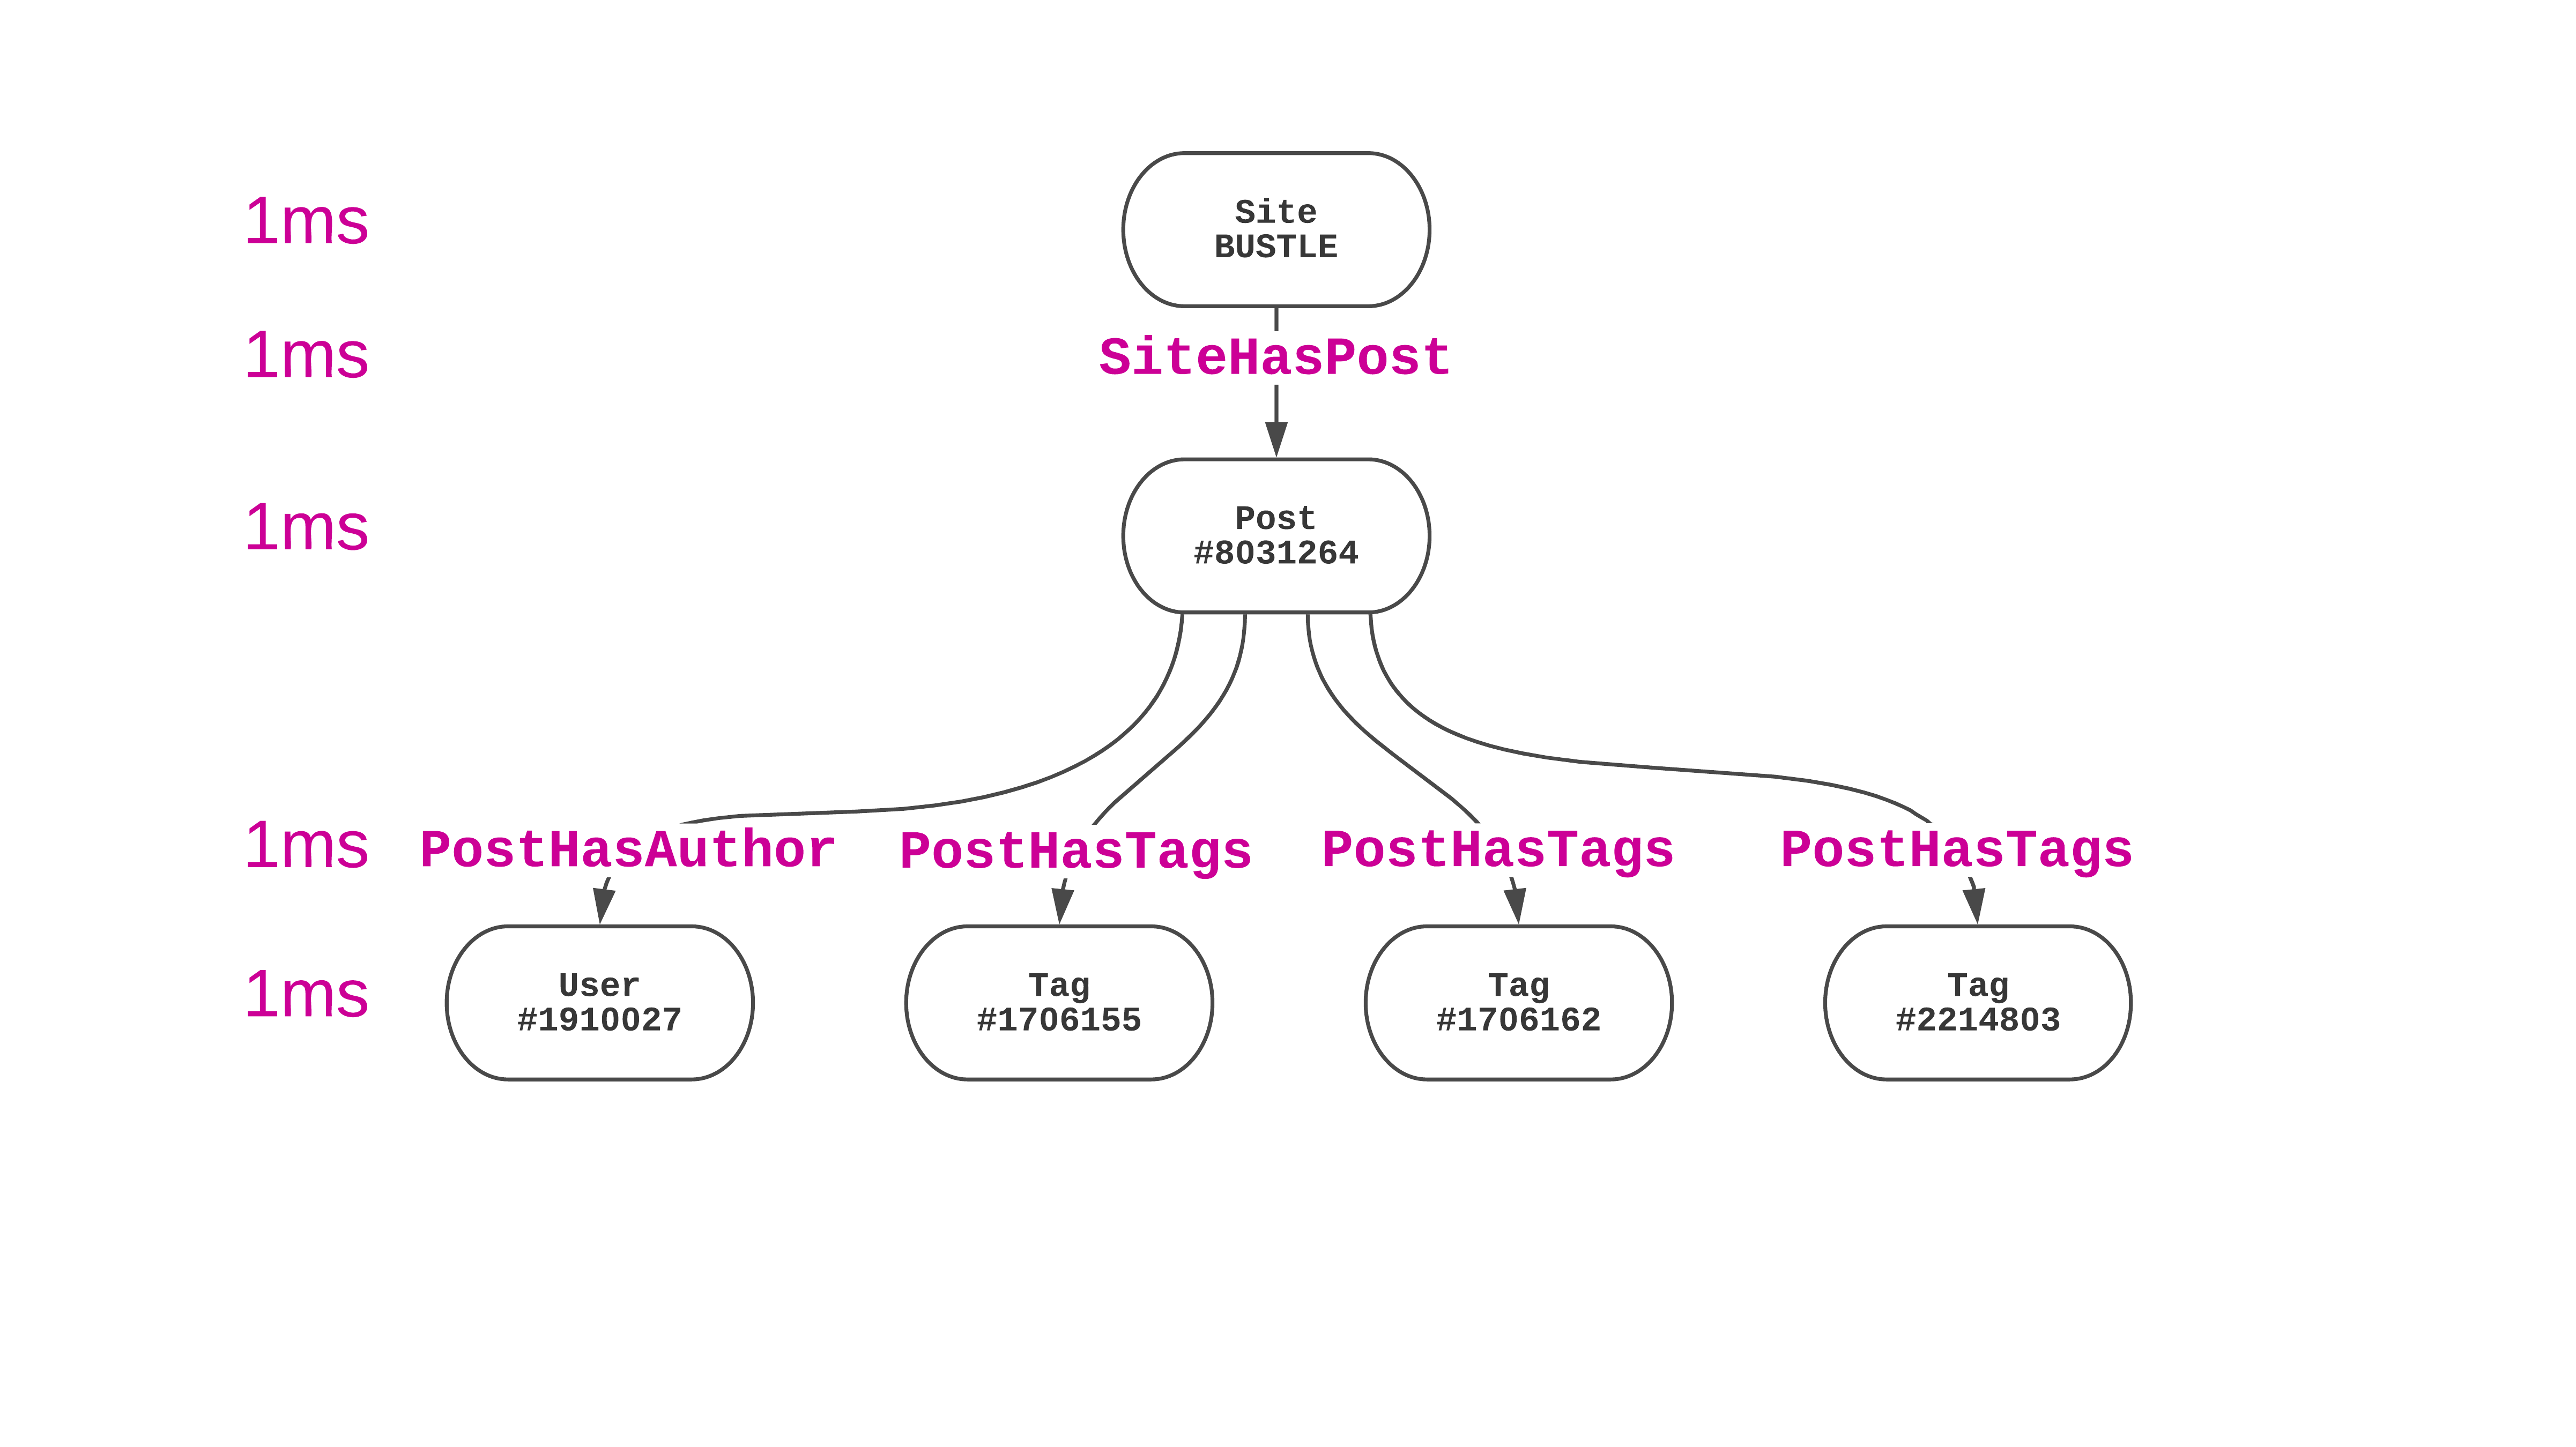 1ms
Site
BUSTLE
1ms
SiteHasPost
1ms
Post
#8031264
1ms
PostHasAuthor
PostHasTags
PostHasTags
PostHasTags
1ms
User
#1910027
Tag
#1706155
Tag
#1706162
Tag
#2214803